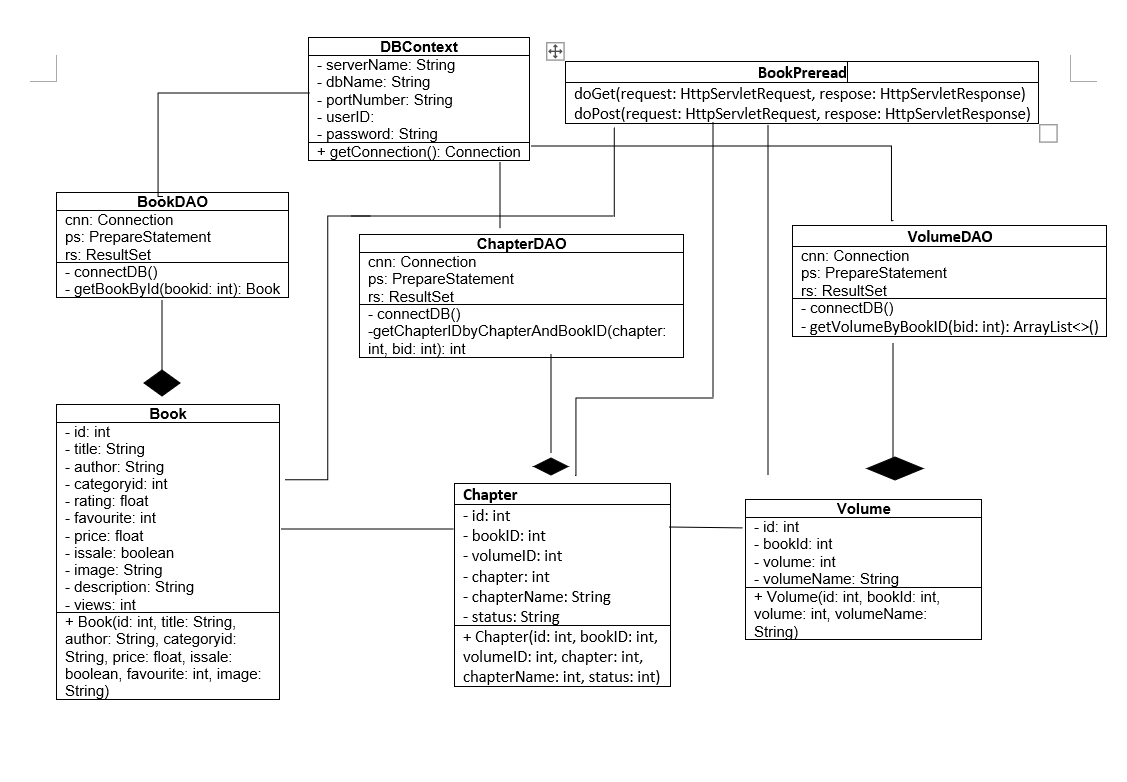 DBContext
- serverName: String
- dbName: String
- portNumber: String
- userID:
- password: String
+ getConnection(): Connection
BookPreread
doGet(request: HttpServletRequest, respose: HttpServletResponse)
doPost(request: HttpServletRequest, respose: HttpServletResponse)
BookDAO
cnn: Connection
ps: PrepareStatement
rs: ResultSet
- connectDB()
- getBookById(bookid: int): Book
ChapterDAO
cnn: Connection
ps: PrepareStatement
rs: ResultSet
- connectDB()
-getChapterIDbyChapterAndBookID(chapter:
int, bid: int): int
VolumeDAO
cnn: Connection
ps: PrepareStatement
rs: ResultSet
- connectDB()
- getVolumeByBookID(bid: int): ArrayList<>()
Book
- id: int
- title: String
- author: String
- categoryid: int
- rating: float
- favourite: int
- price: float
- issale: boolean
- image: String
- description: String
- views: int
+ Book(id: int, title: String,
author: String, categoryid:
String, price: float, issale:
boolean, favourite: int, image:
String)
Chapter
- id: int
- bookID: int
- volumeID: int
- chapter: int
- chapterName: String
- status: String
+ Chapter(id: int, bookID: int,
volumeID: int, chapter: int,
chapterName: int, status: int)
Volume
- id: int
- bookId: int
- volume: int
- volumeName: String
+ Volume(id: int, bookId: int,
volume: int, volumeName:
String)